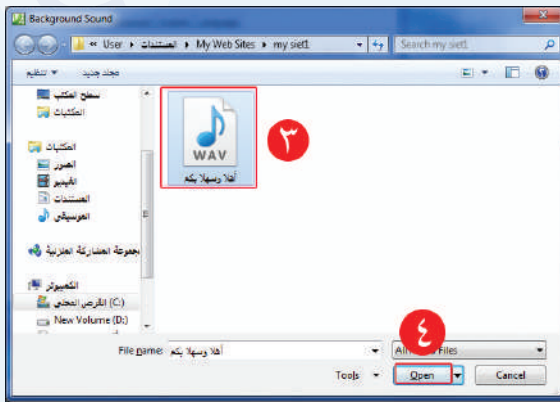 Background Sound
« User ▸ المستندات ▸ My Web Sites ▸ my siet1
Search my siet1
تنظيم ▾ مجلد جديد
سطح المكتب
المكتبات
المكتبات
الصور
الفيديو
المستندات
الموسيقى
مجموعة المشاركة المنزلية
الكمبيوتر
القرص المحلي (C:)
New Volume (D:)
WAV
أهلا وسهلا بكم
٣
File name: أهلا وسهلا بكم
Files
٤
Tools ▾ Open Cancel